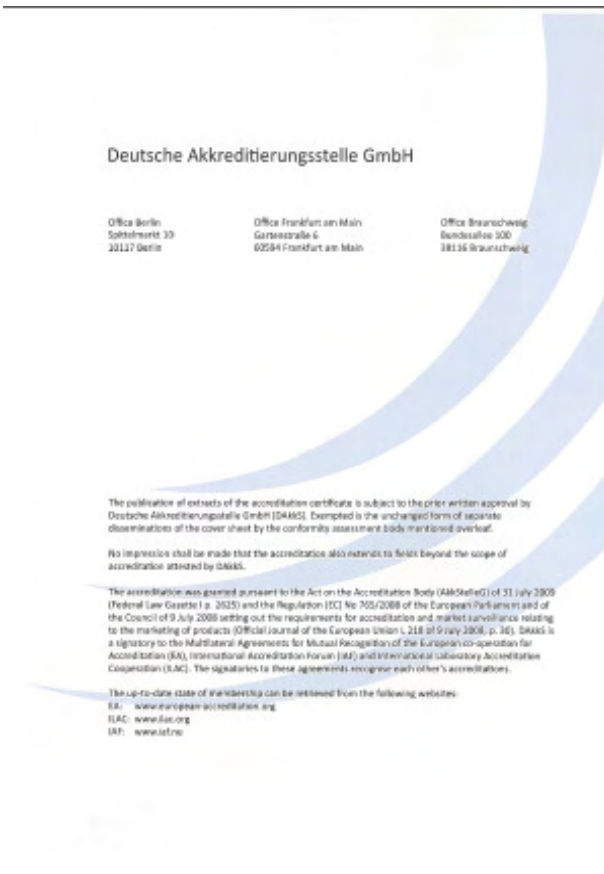 Deutsche Akkreditierungsstelle GmbH
Office Berlin
Spittelmarkt 10
10117 Berlin
Office Frankfurt am Main
Gartenstraße 6
60594 Frankfurt am Main
Office Braunschweig
Bundesallee 100
38116 Braunschweig
The publication of extracts of the accreditation certificate is subject to the prior written approval by
Deutsche Akkreditierungsstelle GmbH (DAkkS). Exempted is the unchanged form of separate
disseminations of the cover sheet by the conformity assessment body mentioned overleaf.
No impression shall be made that the accreditation also extends to fields beyond the scope of
accreditation attested by DAkkS.
The accreditation was granted pursuant to the Act on the Accreditation Body (AkkStelleG) of 31 July 2009
(Federal Law Gazette I p. 2625) and the Regulation (EC) No 765/2008 of the European Parliament and of
the Council of 9 July 2008 setting out the requirements for accreditation and market surveillance relating
to the marketing of products (Official Journal of the European Union L 218 of 9 July 2008, p. 30). DAkkS is
a signatory to the Multilateral Agreements for Mutual Recognition of the European co-operation for
Accreditation (EA), International Accreditation Forum (IAF) and International Laboratory Accreditation
Cooperation (ILAC). The signatories to these agreements recognise each other's accreditations.
The up-to-date state of membership can be retrieved from the following websites:
EA: www.european-accreditation.org
ILAC: www.ilac.org
IAF: www.iaf.nu